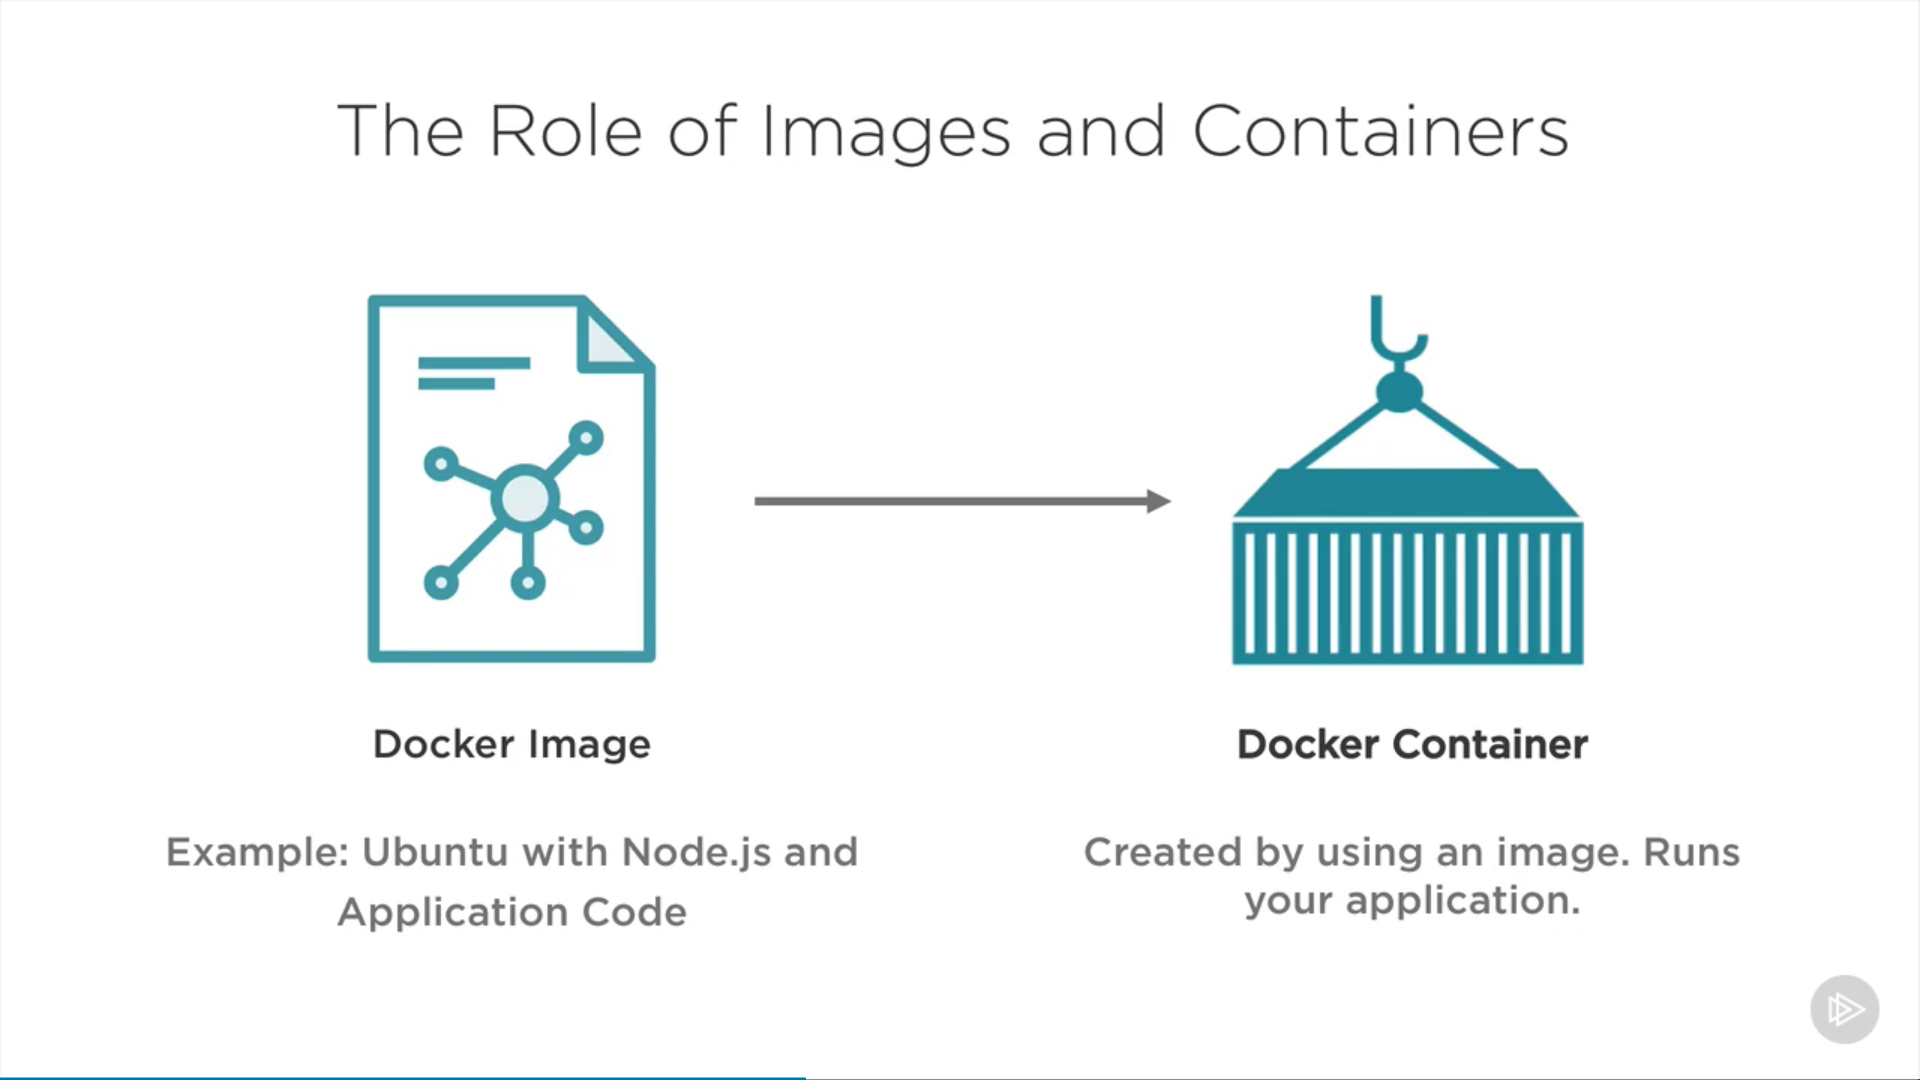 The Role of Images and Containers
Docker Image
Example: Ubuntu with Node.js and
Application Code
Docker Container
Created by using an image. Runs
your application.